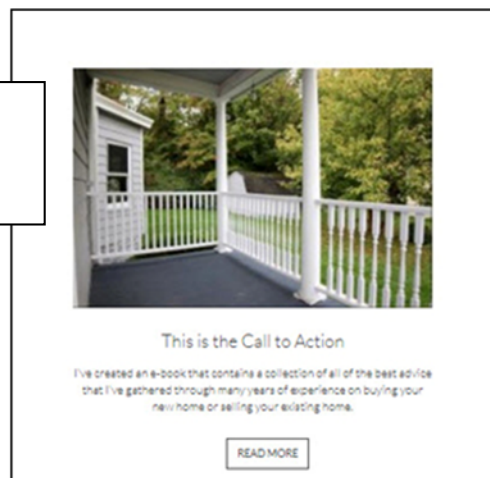 This is the Call to Action
I've created an e-book that contains a collection of all of the best advice
that I've gathered through many years of experience on buying your
new home or selling your existing home.
READ MORE